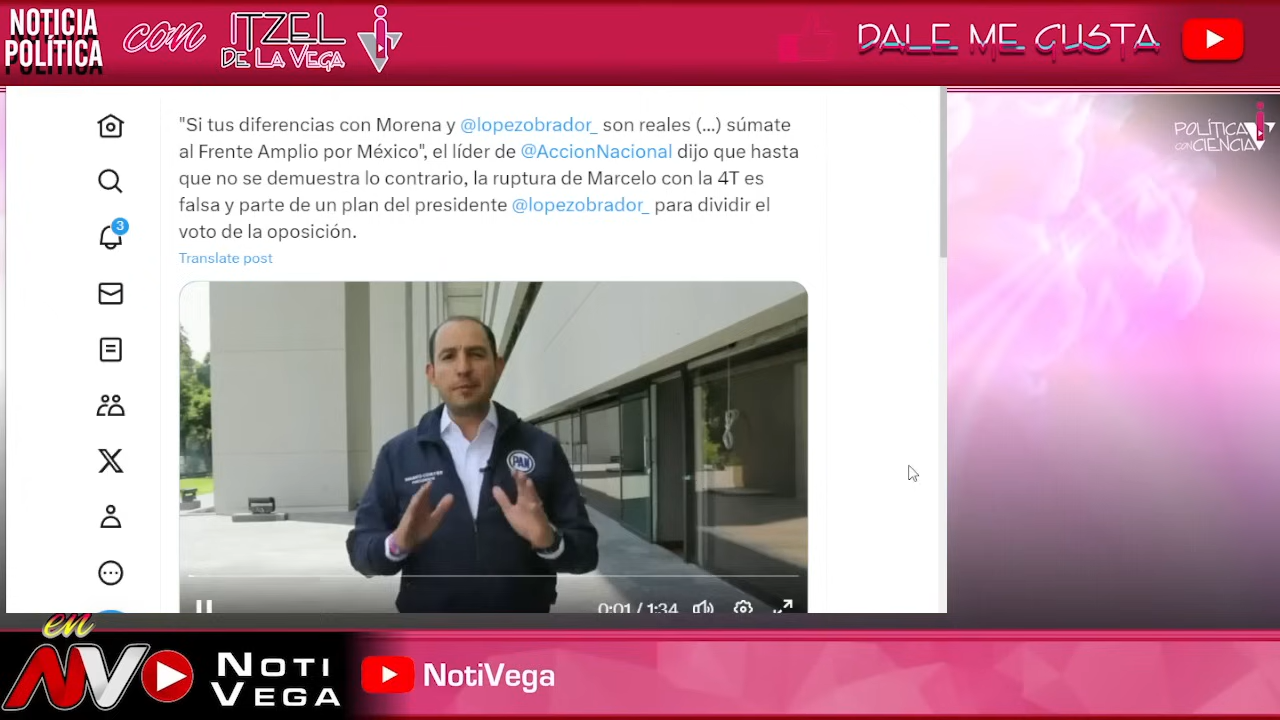 NOTICIA
POLÍTICA
con
ITZEL
DE LA VEGA
DALE ME GUSTA
POLÍTICA
CON CIENCIA
"Si tus diferencias con Morena y @lopezobrador_ son reales (...) súmate
al Frente Amplio por México", el líder de @AccionNacional dijo que hasta
que no se demuestra lo contrario, la ruptura de Marcelo con la 4T es
falsa y parte de un plan del presidente @lopezobrador_ para dividir el
voto de la oposición.
Translate post
3
PAN
0:01 / 1:34
en
NV
NOTI
VEGA
NotiVega